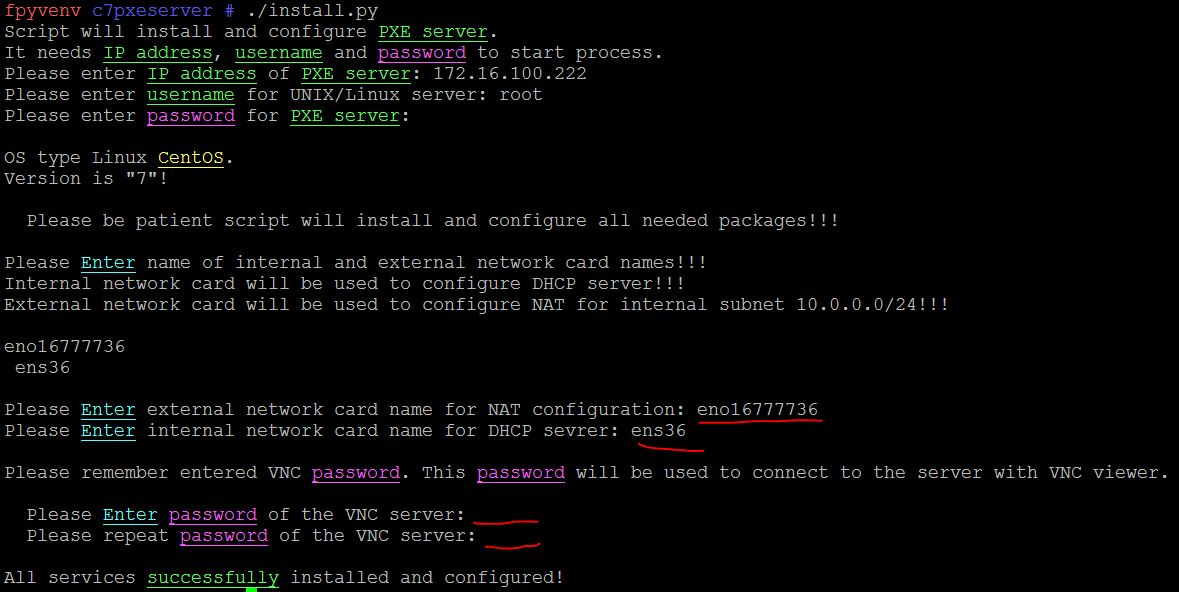 fpyvenv c7pxeserver # ./install.py
Script will install and configure PXE server.
It needs IP address, username and password to start process.
Please enter IP address of PXE server: 172.16.100.222
Please enter username for UNIX/Linux server: root
Please enter password for PXE server:
OS type Linux CentOS.
Version is "7"!
Please be patient script will install and configure all needed packages!!!
Please Enter name of internal and external network card names!!!
Internal network card will be used to configure DHCP server!!!
External network card will be used to configure NAT for internal subnet 10.0.0.0/24!!!
eno16777736
ens36
Please Enter external network card name for NAT configuration: eno16777736
Please Enter internal network card name for DHCP sevrer: ens36
Please remember entered VNC password. This password will be used to connect to the server with VNC viewer.
Please Enter password of the VNC server:
Please repeat password of the VNC server:
All services successfully installed and configured!